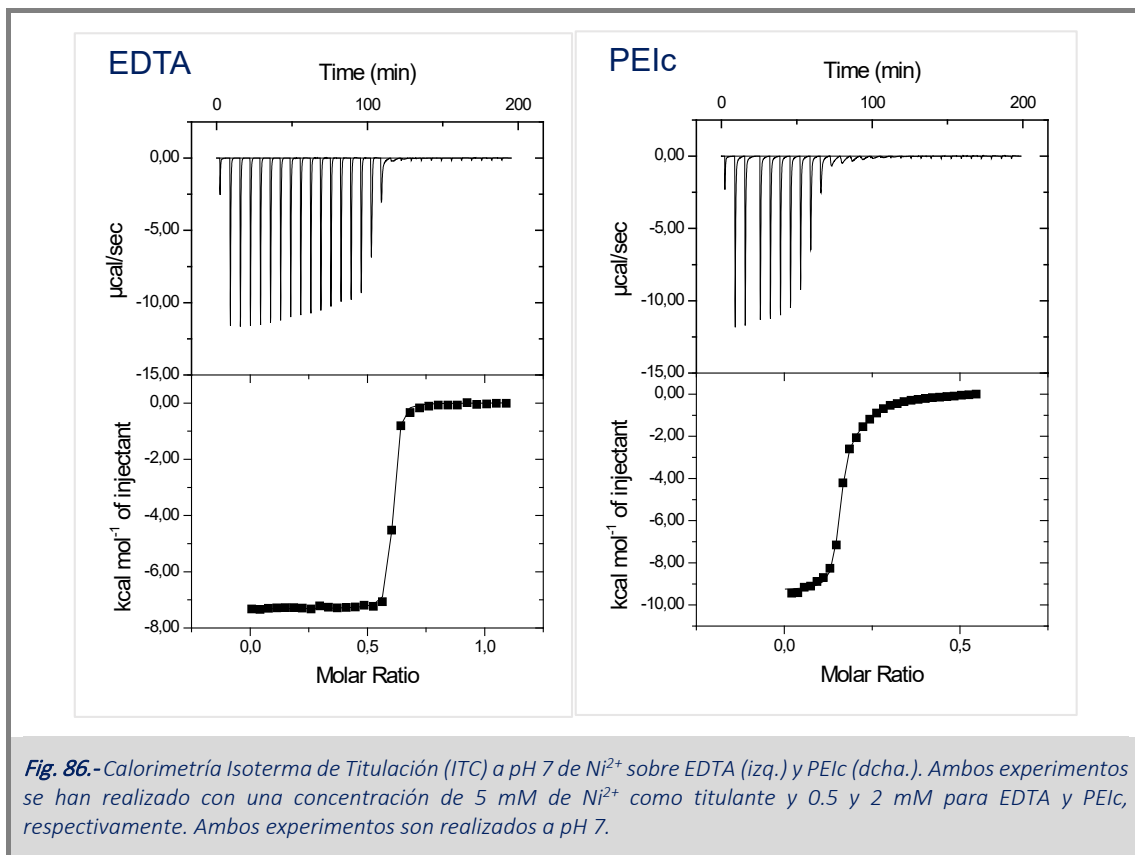 EDTA
Time (min)
0 100 200
0,00
-5,00
-10,00
-15,00
µcal/sec
0,00
-2,00
-4,00
-6,00
-8,00
kcal mol⁻¹ of injectant
0,0 0,5 1,0
Molar Ratio
PEIc
Time (min)
0 100 200
0,00
-5,00
-10,00
-15,00
µcal/sec
0,00
-2,00
-4,00
-6,00
-8,00
-10,00
kcal mol⁻¹ of injectant
0,0 0,5
Molar Ratio
Fig. 86.- Calorimetría Isoterma de Titulación (ITC) a pH 7 de Ni²⁺ sobre EDTA (izq.) y PEIc (dcha.). Ambos experimentos
se han realizado con una concentración de 5 mM de Ni²⁺ como titulante y 0.5 y 2 mM para EDTA y PEIc,
respectivamente. Ambos experimentos son realizados a pH 7.